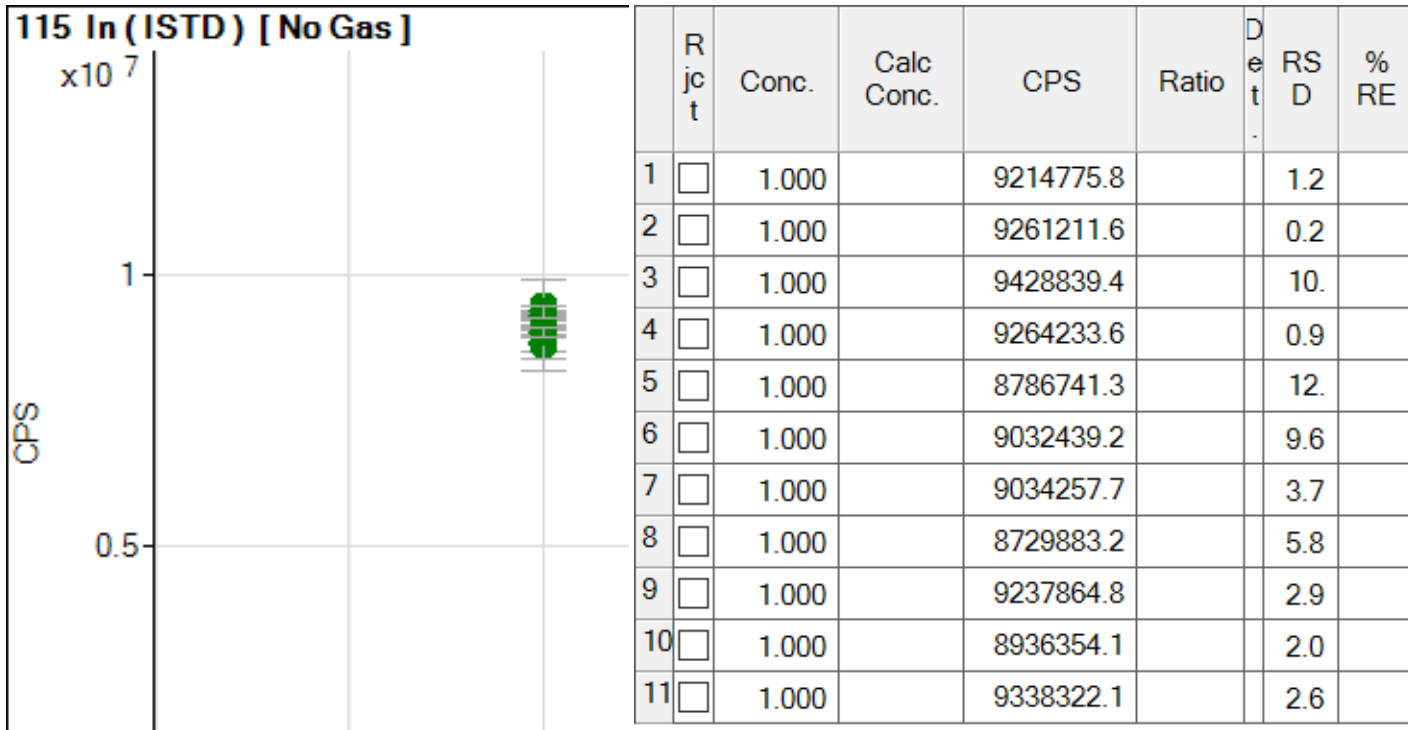 115 In ( ISTD ) [ No Gas ]
x10 7
1
0.5
CPS
Rjct Conc. Calc Conc. CPS Ratio Det. RSD % RE
1 1.000 9214775.8 1.2
2 1.000 9261211.6 0.2
3 1.000 9428839.4 10.
4 1.000 9264233.6 0.9
5 1.000 8786741.3 12.
6 1.000 9032439.2 9.6
7 1.000 9034257.7 3.7
8 1.000 8729883.2 5.8
9 1.000 9237864.8 2.9
10 1.000 8936354.1 2.0
11 1.000 9338322.1 2.6